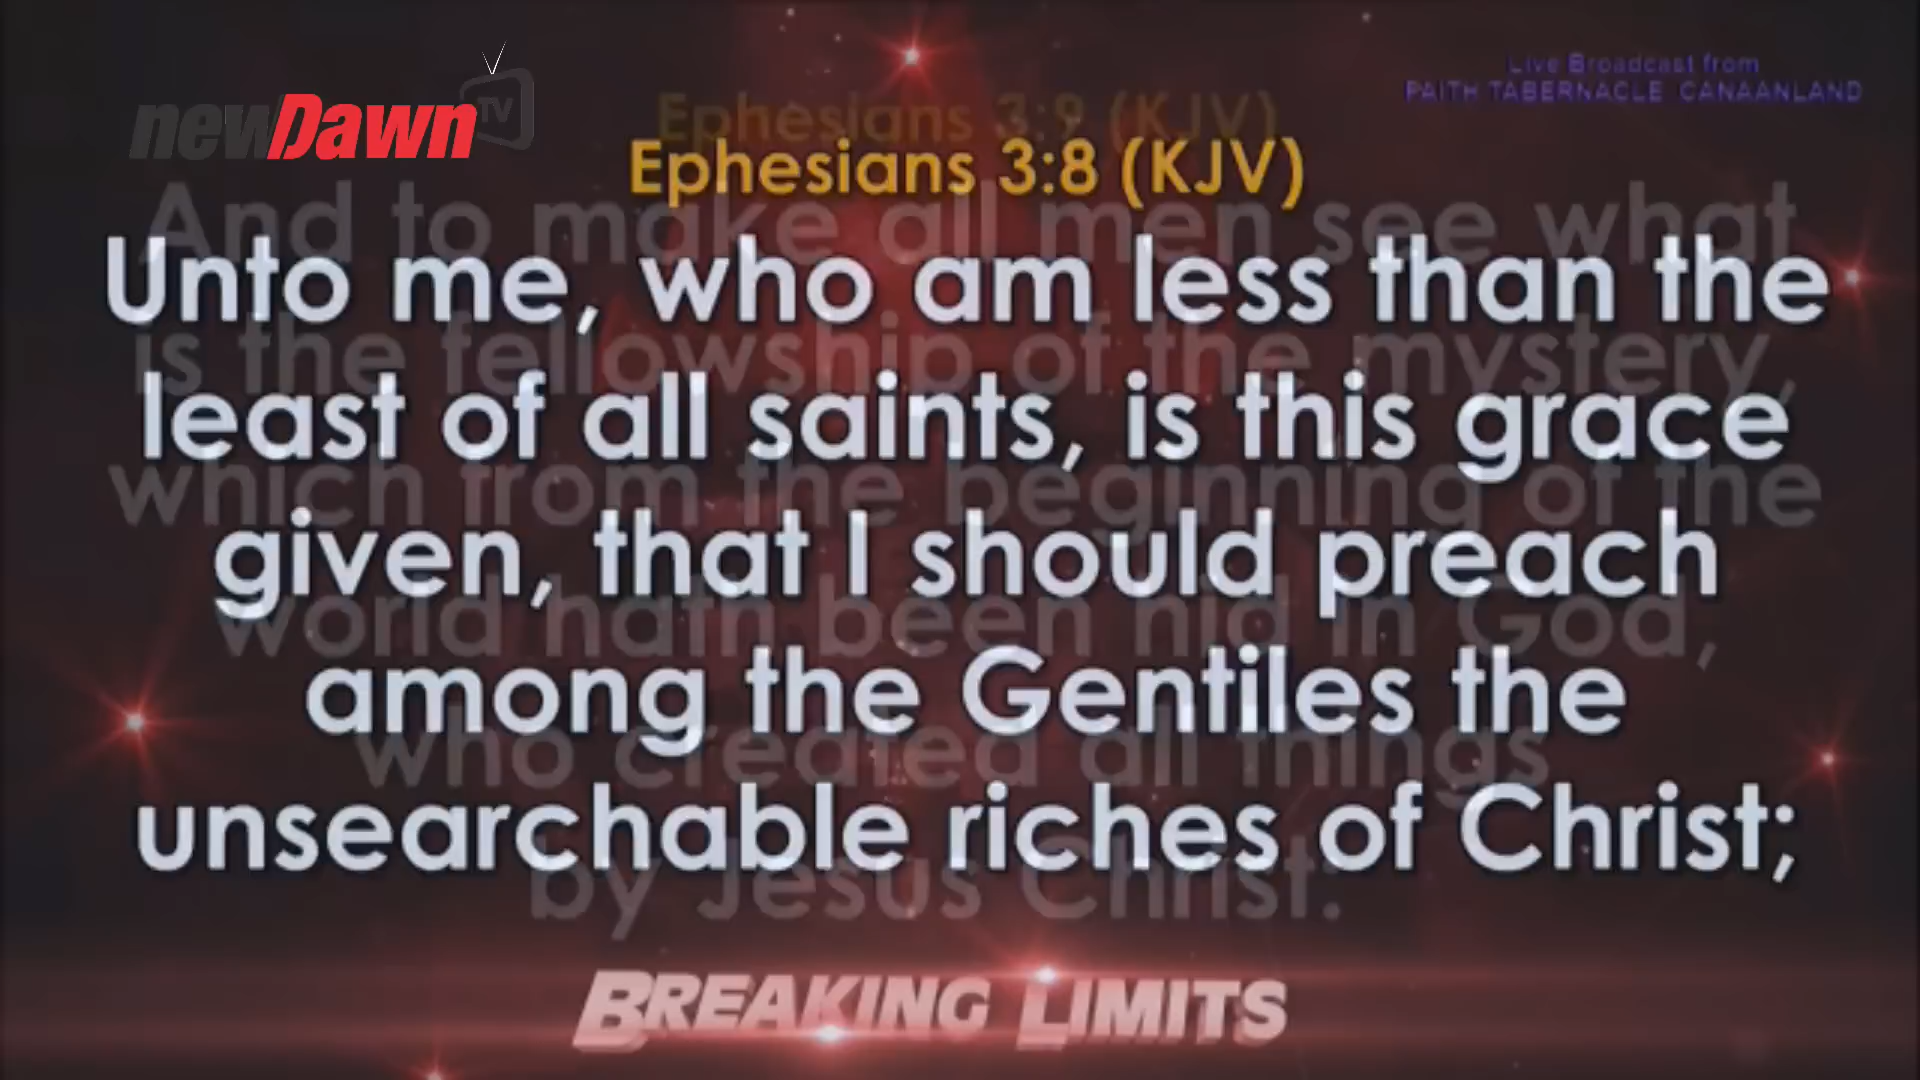 newDawn TV
Live Broadcast from
PAITH TABERNACLE CANAANLAND
Ephesians 3:9 (KJV)
Ephesians 3:8 (KJV)
And to make all men see what
Unto me, who am less than the
is the fellowship of the mystery,
least of all saints, is this grace
which from the beginning of the
given, that I should preach
world hath been hid in God,
among the Gentiles the
who created all things
unsearchable riches of Christ;
by Jesus Christ:
BREAKING LIMITS